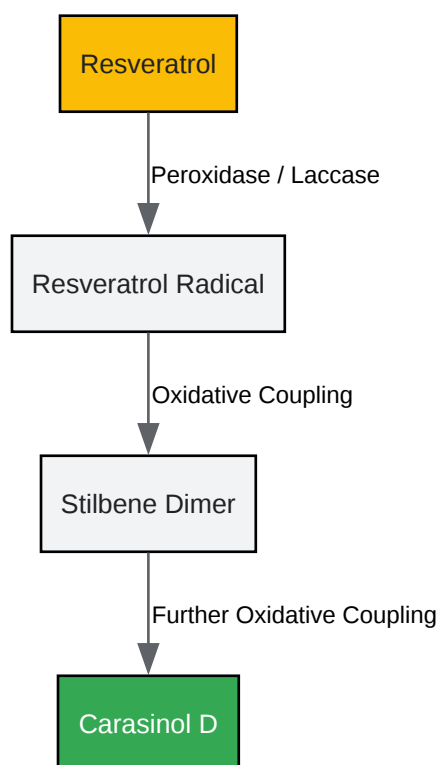 Resveratrol
Peroxidase / Laccase
Resveratrol Radical
Oxidative Coupling
Stilbene Dimer
Further Oxidative Coupling
Carasinol D